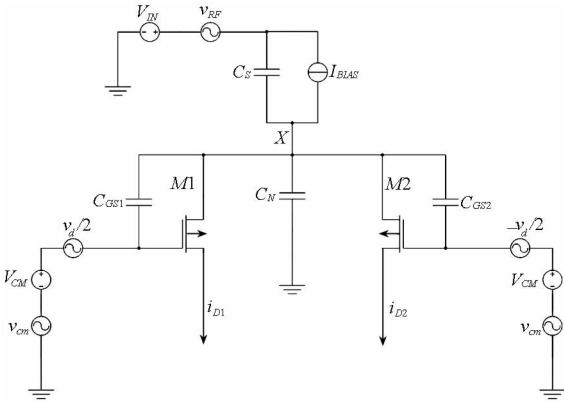 V_IN
v_RF
C_S
I_BIAS
X
M1
M2
C_GS1
C_N
C_GS2
v_d/2
-v_d/2
V_CM
V_CM
i_D1
i_D2
v_cm
v_cm